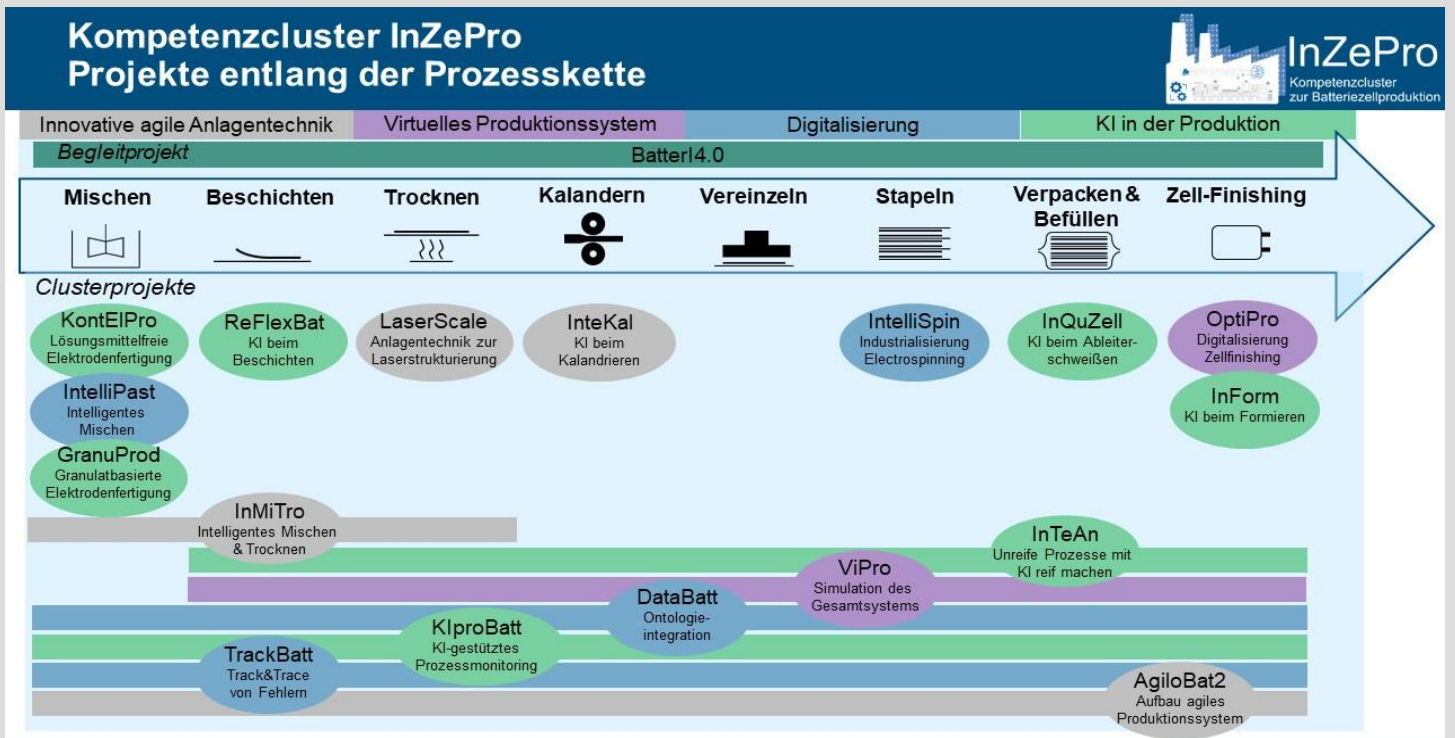 Kompetenzcluster InZePro
Projekte entlang der Prozesskette
InZePro
Kompetenzcluster
zur Batteriezellproduktion
Innovative agile Anlagentechnik
Virtuelles Produktionssystem
Digitalisierung
KI in der Produktion
Begleitprojekt
BatterI4.0
Mischen
Beschichten
Trocknen
Kalandern
Vereinzeln
Stapeln
Verpacken &
Befüllen
Zell-Finishing
Clusterprojekte
KontElPro
Lösungsmittelfreie
Elektrodenfertigung
ReFlexBat
KI beim
Beschichten
LaserScale
Anlagentechnik zur
Laserstrukturierung
InteKal
KI beim
Kalandrieren
IntelliSpin
Industrialisierung
Electrospinning
InQuZell
KI beim Ableiter-
schweißen
OptiPro
Digitalisierung
Zellfinishing
IntelliPast
Intelligentes
Mischen
InForm
KI beim Formieren
GranuProd
Granulatbasierte
Elektrodenfertigung
InMiTro
Intelligentes Mischen
& Trocknen
InTeAn
Unreife Prozesse mit
KI reif machen
ViPro
Simulation des
Gesamtsystems
DataBatt
Ontologie-
integration
KIproBatt
KI-gestütztes
Prozessmonitoring
TrackBatt
Track&Trace
von Fehlern
AgiloBat2
Aufbau agiles
Produktionssystem